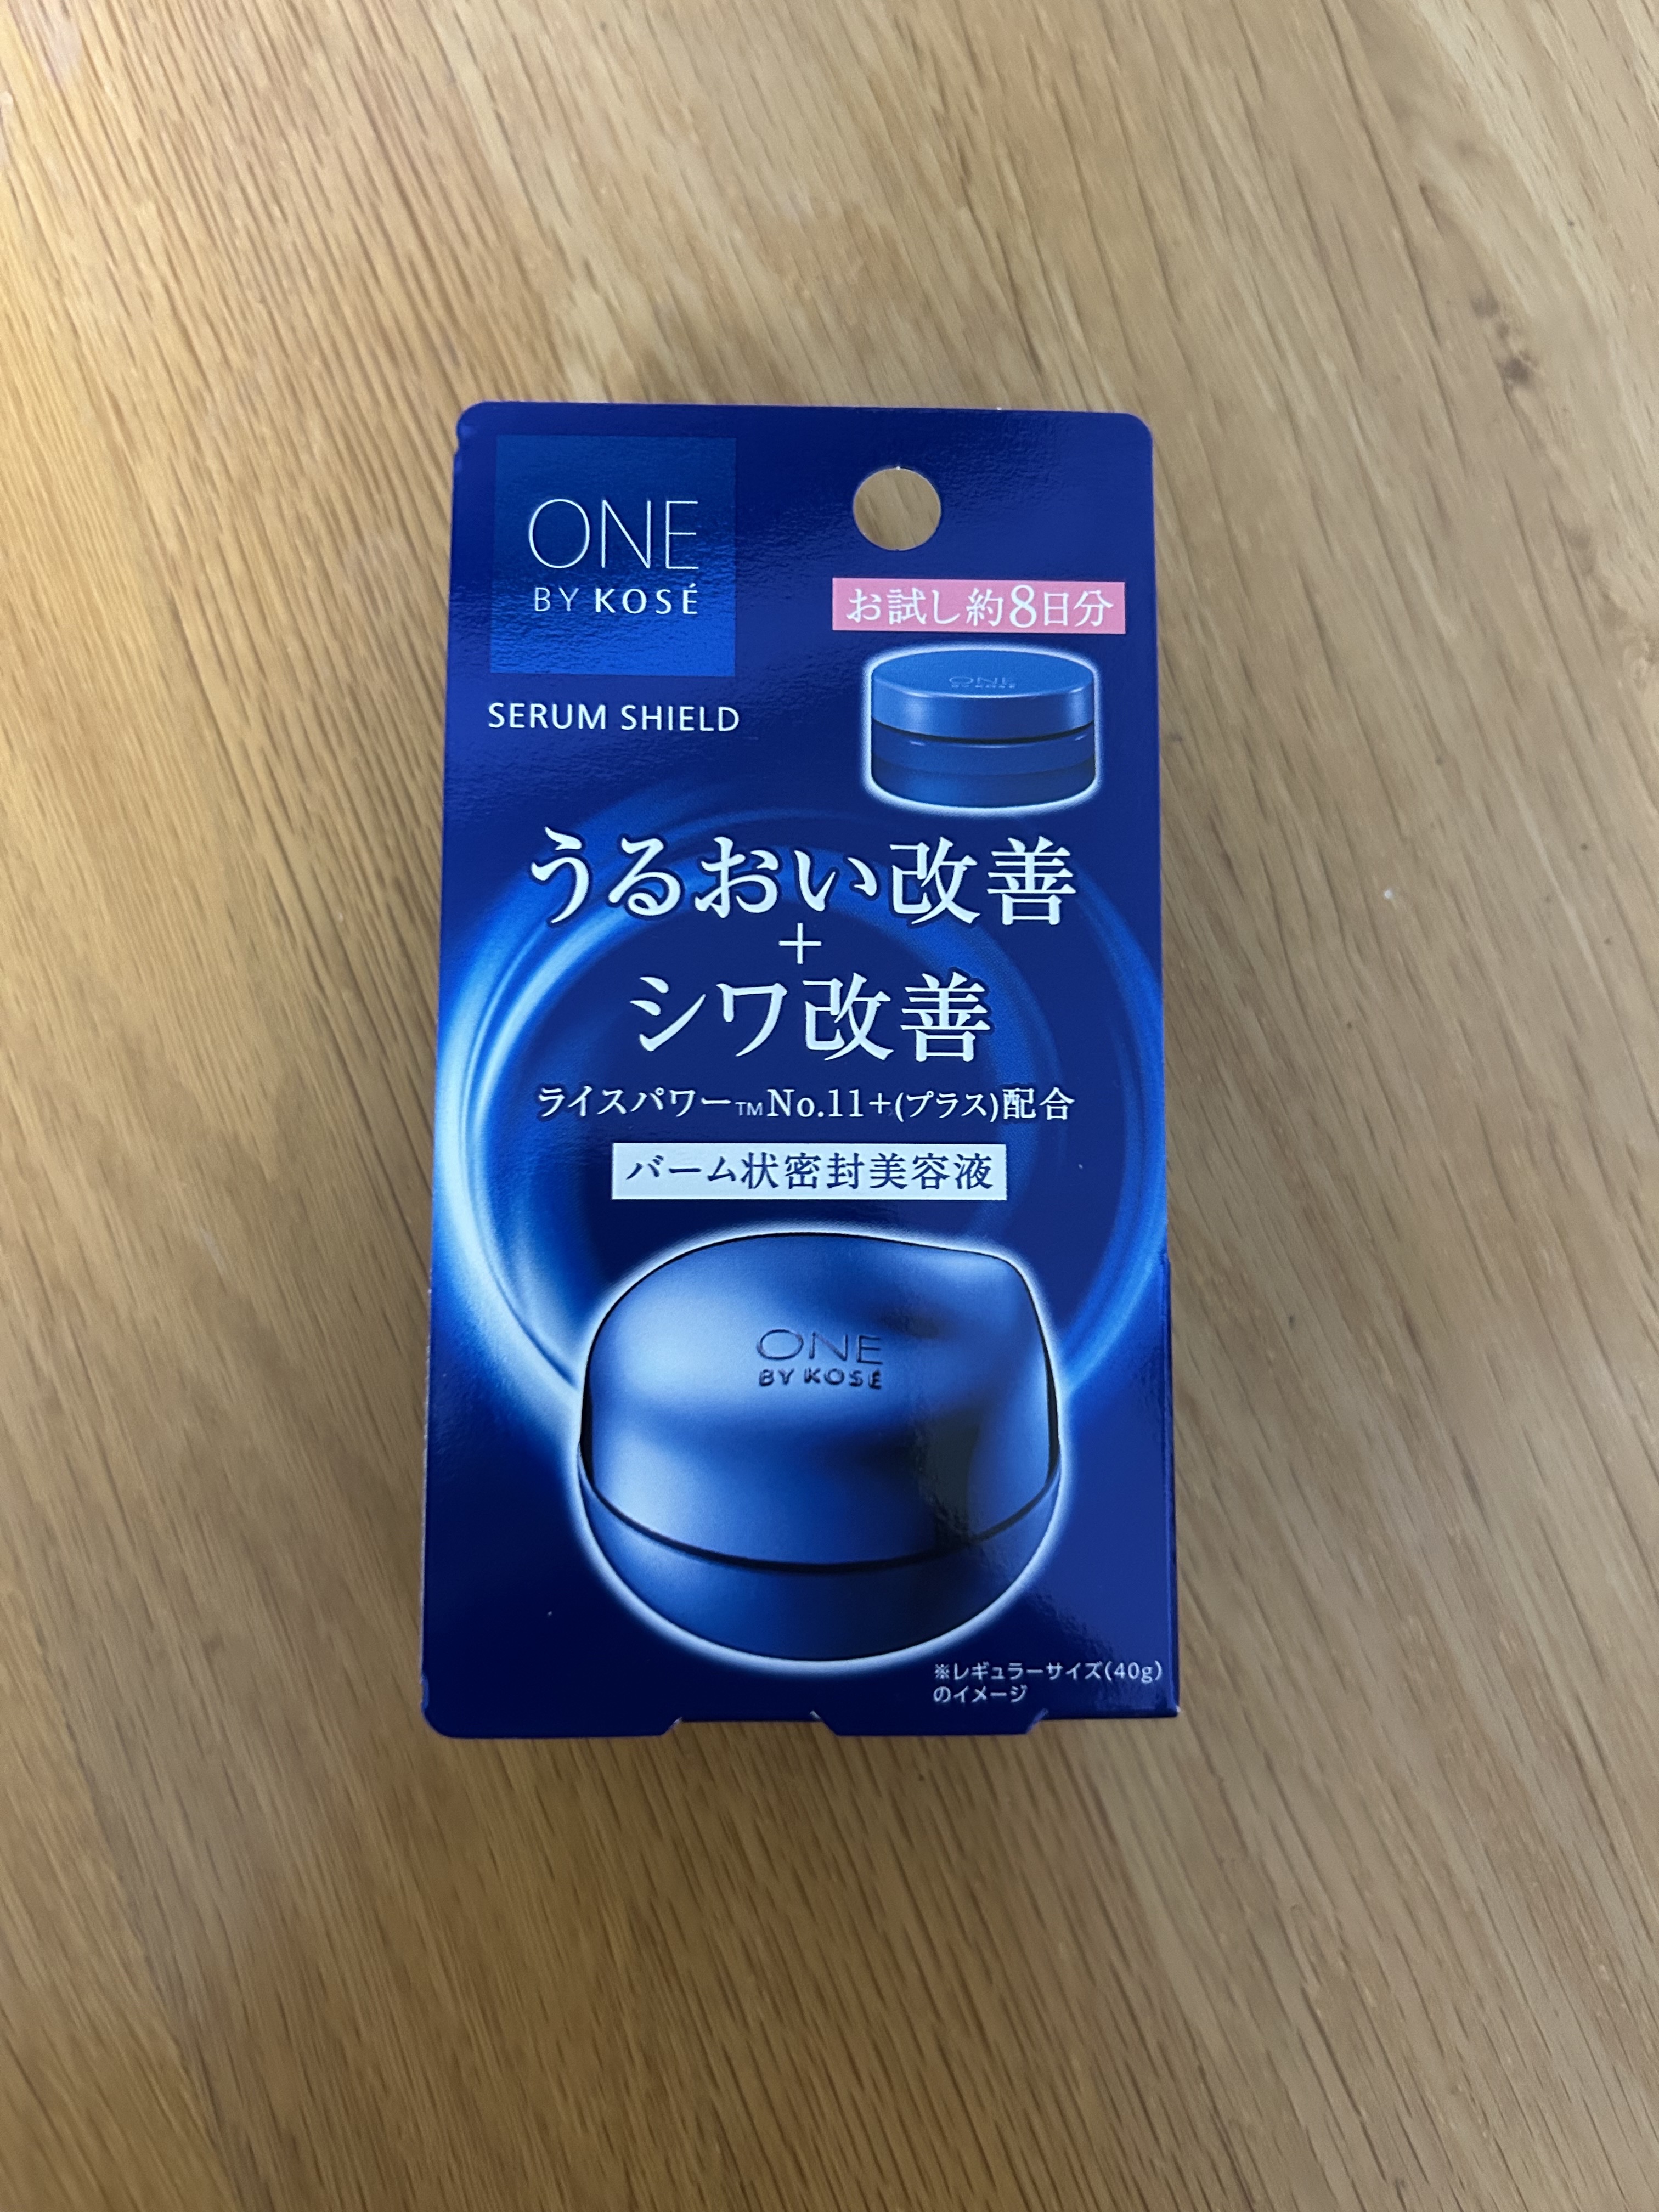 ONE
BY KOSÉ
SERUM SHIELD
お試し約8日分
ONE
BY KOSÉ
うるおい改善
+
シワ改善
ライスパワー™No.11+(プラス)配合
バーム状密封美容液
ONE
BY KOSÉ
※レギュラーサイズ(40g)
のイメージ